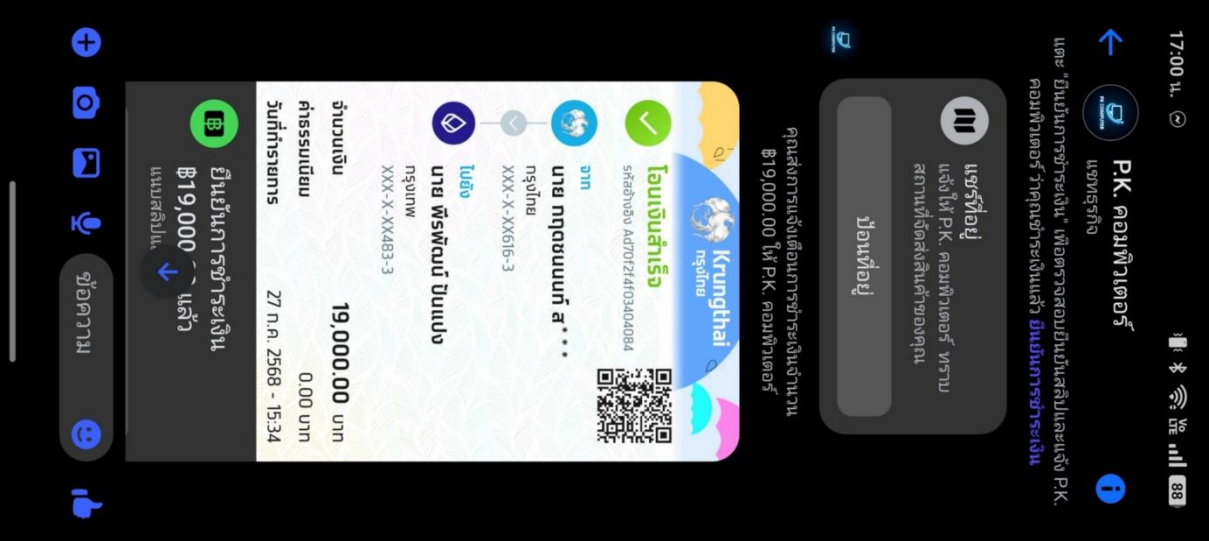 17:00 น.
Vo
LTE
88
P.K. คอมพิวเตอร์
แชทธุรกิจ
แตะ "ยืนยันการชำระเงิน" เพื่อตรวจสอบยืนยันสลิปและแจ้ง P.K.
คอมพิวเตอร์ ว่าคุณชำระเงินแล้ว ยืนยันการชำระเงิน
แชร์ที่อยู่
แจ้งให้ P.K. คอมพิวเตอร์ ทราบ
สถานที่จัดส่งสินค้าของคุณ
ป้อนที่อยู่
คุณส่งการแจ้งเตือนการชำระเงินจำนวน
฿19,000.00 ให้ P.K. คอมพิวเตอร์
Krungthai
กรุงไทย
โอนเงินสำเร็จ
รหัสอ้างอิง Ad70f2f4f03404084
จาก
นาย กฤตชนนนท์ ส***
กรุงไทย
XXX-X-XX616-3
ไปยัง
นาย พีรพัฒน์ ปันแปง
กรุงเทพ
XXX-X-XX483-3
จำนวนเงิน 19,000.00 บาท
ค่าธรรมเนียม 0.00 บาท
วันที่ทำรายการ 27 ก.ค. 2568 - 15:34
ยืนยันการชำระเงิน
฿19,000 แล้ว
แนบสลิปแ
ข้อความ